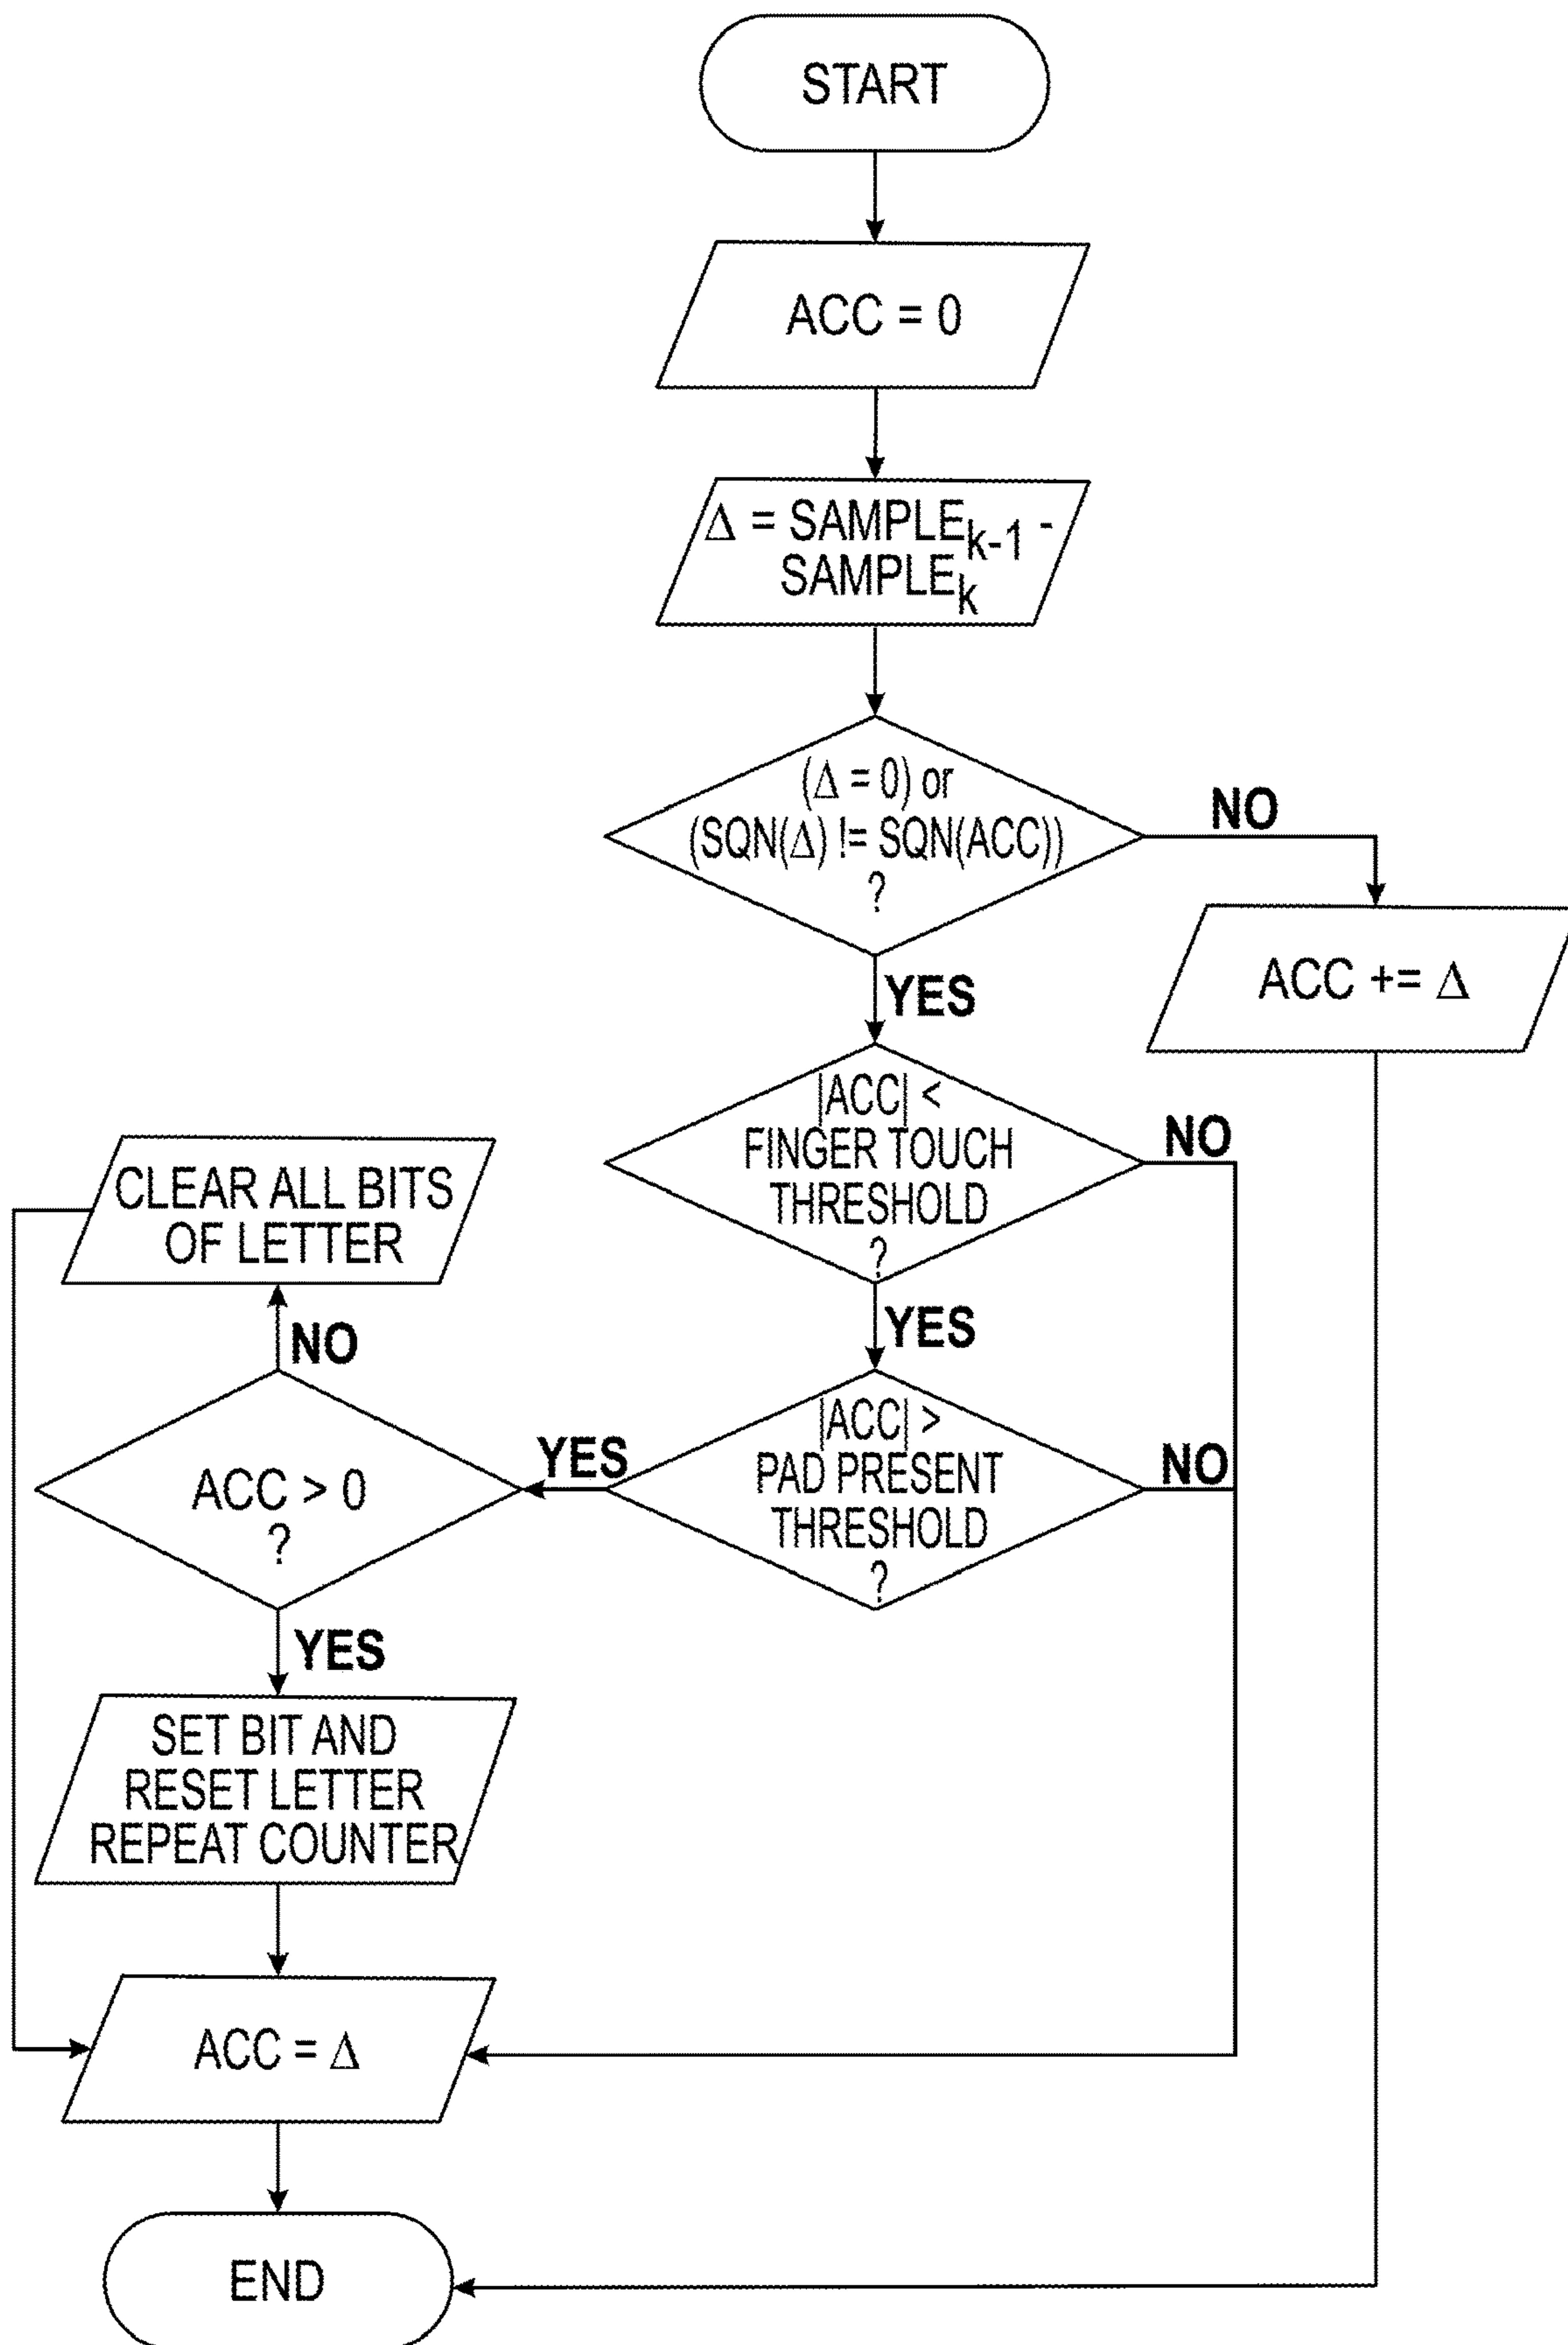 START
ACC = 0
Δ = SAMPLEk-1 -
SAMPLEk
(Δ = 0) or
(SQN(Δ) != SQN(ACC))
?
NO
ACC += Δ
YES
|ACC| <
FINGER TOUCH
THRESHOLD
?
NO
CLEAR ALL BITS
OF LETTER
YES
NO
|ACC| >
PAD PRESENT
THRESHOLD
?
NO
YES
ACC > 0
?
YES
SET BIT AND
RESET LETTER
REPEAT COUNTER
ACC = Δ
END